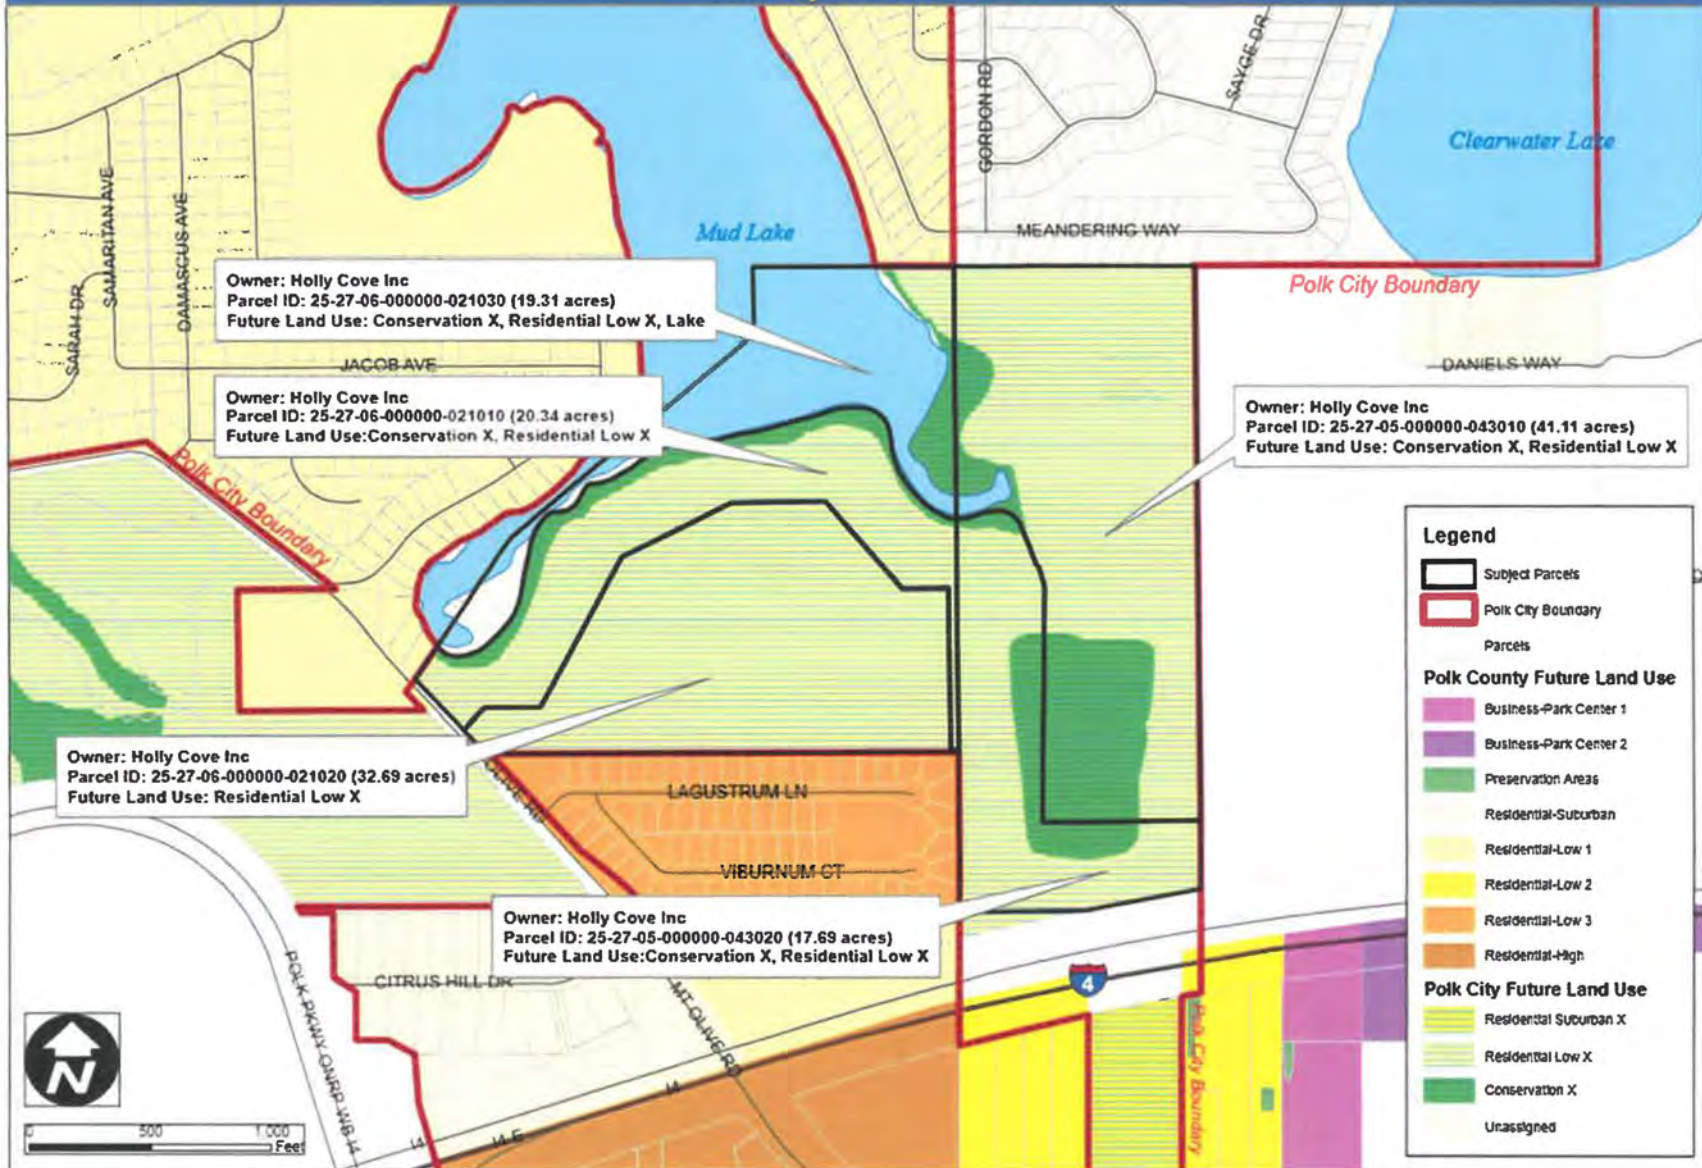 SAYGE DR
GORDON RD
Clearwater Lake
SAMARITAN AVE
DAMASCUS AVE
Mud Lake
MEANDERING WAY
Owner: Holly Cove Inc
Parcel ID: 25-27-06-000000-021030 (19.31 acres)
Future Land Use: Conservation X, Residential Low X, Lake
Polk City Boundary
SARAH DR
JACOB AVE
DANIELS WAY
Owner: Holly Cove Inc
Parcel ID: 25-27-06-000000-021010 (20.34 acres)
Future Land Use:Conservation X, Residential Low X
Owner: Holly Cove Inc
Parcel ID: 25-27-05-000000-043010 (41.11 acres)
Future Land Use: Conservation X, Residential Low X
Polk City Boundary
Legend
Subject Parcels
Polk City Boundary
Parcels
Polk County Future Land Use
Business-Park Center 1
Business-Park Center 2
Preservation Areas
Residential-Suburban
Residential-Low 1
Residential-Low 2
Residential-Low 3
Residential-High
Polk City Future Land Use
Residential Suburban X
Residential Low X
Conservation X
Unassigned
Owner: Holly Cove Inc
Parcel ID: 25-27-06-000000-021020 (32.69 acres)
Future Land Use: Residential Low X
OLIVE RD
LAGUSTRUM LN
VIBURNUM CT
Owner: Holly Cove Inc
Parcel ID: 25-27-05-000000-043020 (17.69 acres)
Future Land Use:Conservation X, Residential Low X
CITRUS HILL DR
4
POLK PKWY ONRP WB I4
MT OLIVE RD
Polk City Boundary
N
I4
I4
I4 E
0 500 1,000
Feet